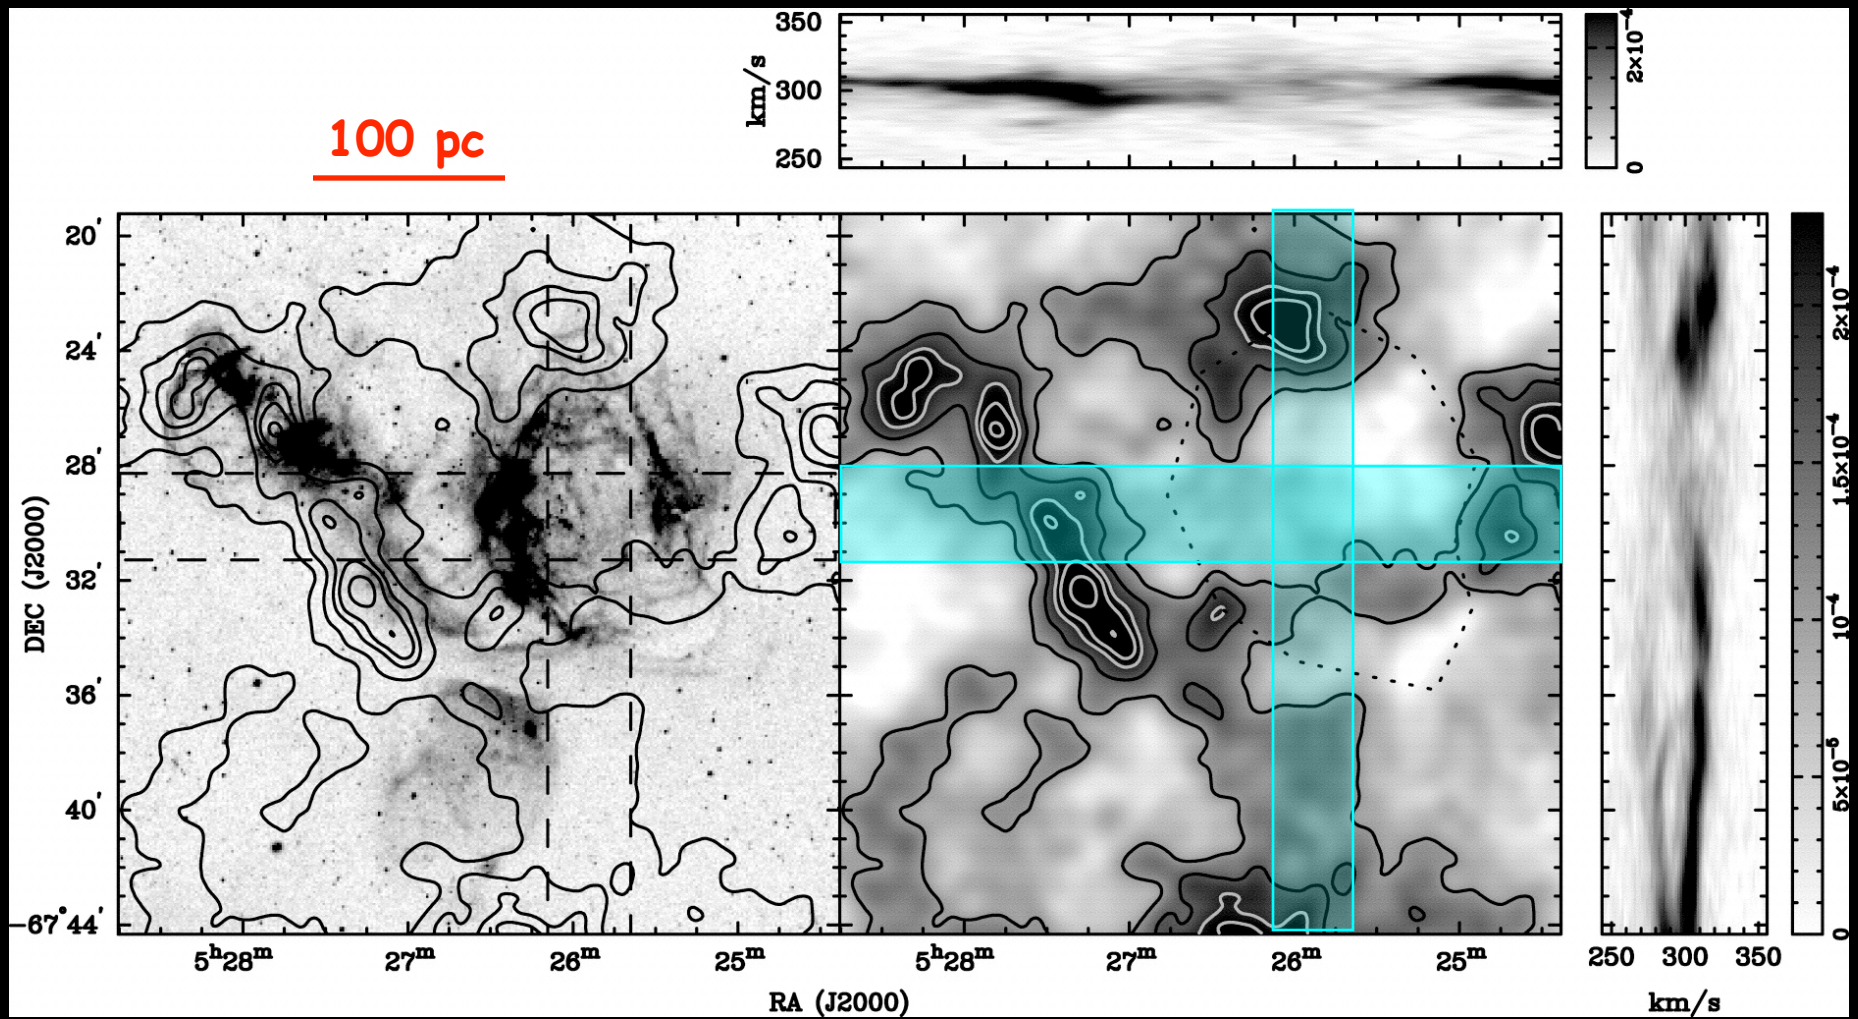 350
300
250
km/s
2×10⁻⁴
0
100 pc
20′
24′
28′
32′
36′
40′
−67° 44′
DEC (J2000)
5ʰ28ᵐ
27ᵐ
26ᵐ
25ᵐ
5ʰ28ᵐ
27ᵐ
26ᵐ
25ᵐ
RA (J2000)
250 300 350
km/s
2×10⁻⁴
1.5×10⁻⁴
10⁻⁴
5×10⁻⁵
0